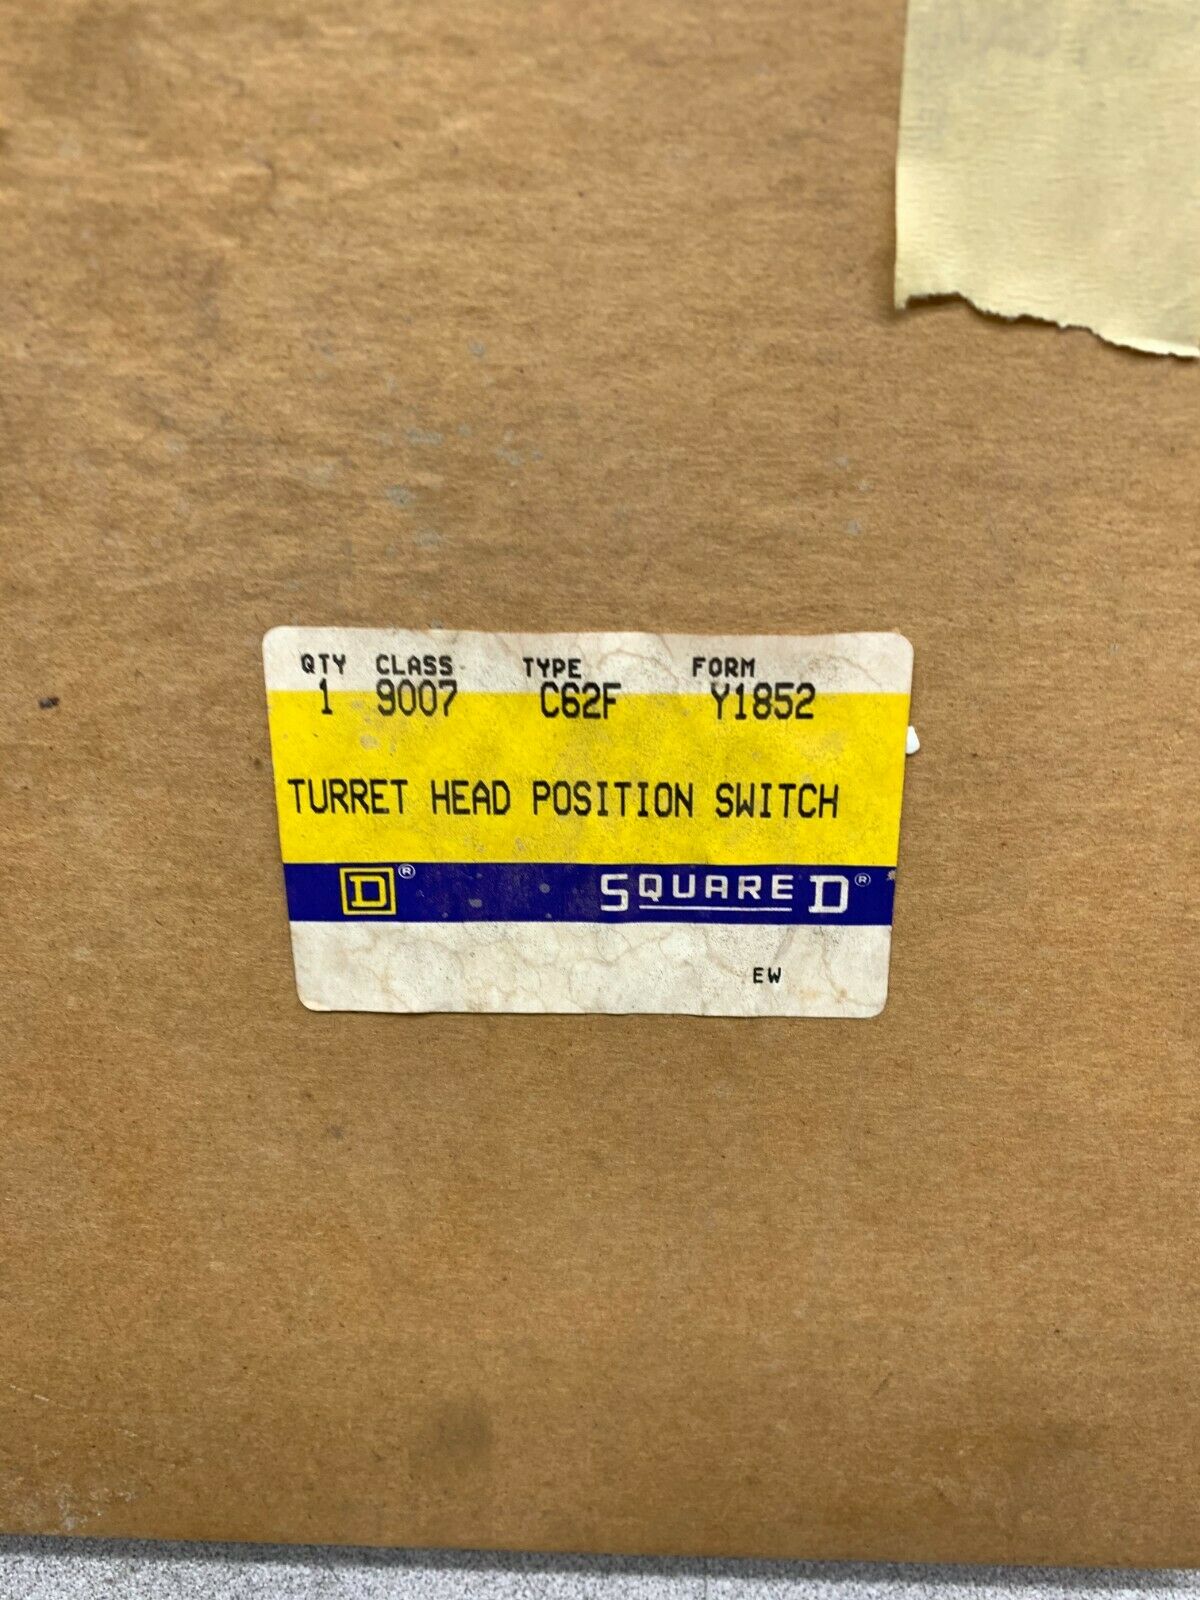 QTY CLASS TYPE FORM
1 9007 C62F Y1852
TURRET HEAD POSITION SWITCH
D® SQUARE D®
EW